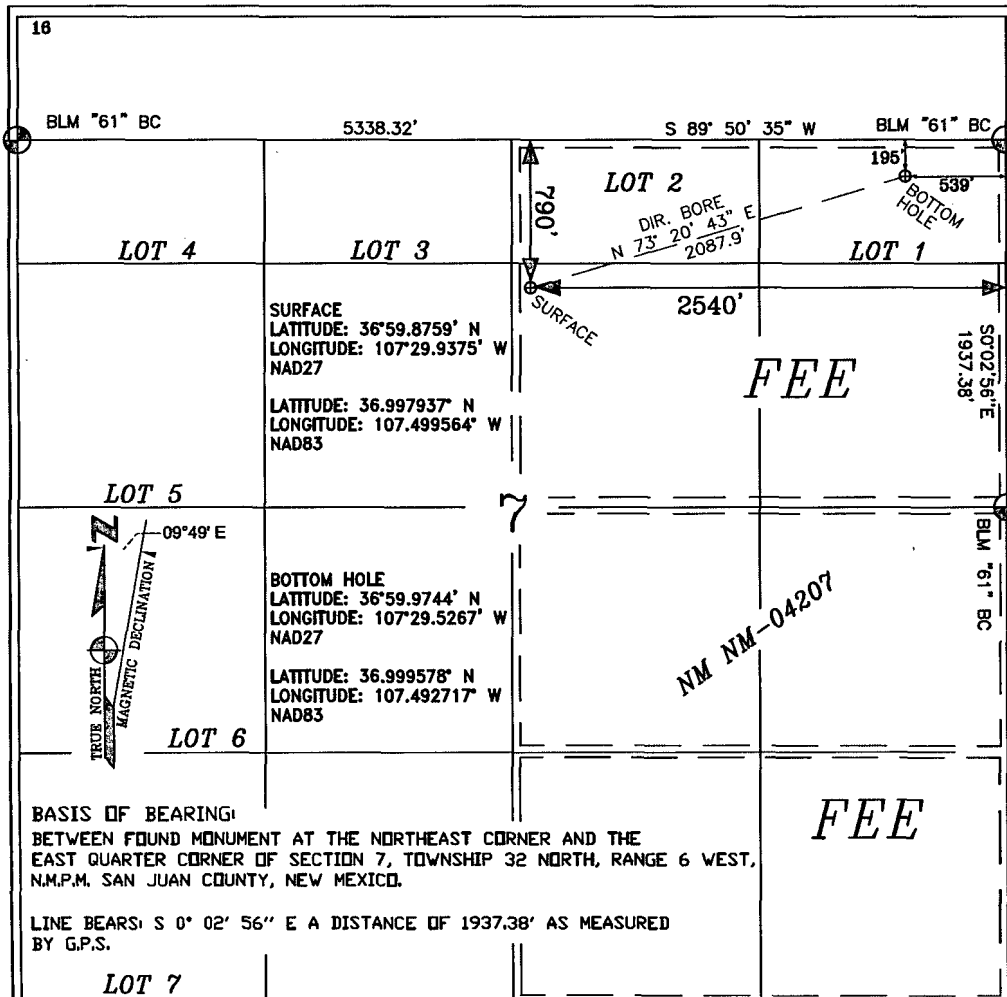 16
BLM "61" BC
5338.32'
S 89° 50' 35" W
BLM "61" BC
195'
539'
BOTTOM
HOLE
LOT 2
790'
DIR. BORE
N 73° 20' 43" E
2087.9'
LOT 4
LOT 3
LOT 1
SURFACE
2540'
SURFACE
LATITUDE: 36°59.8759' N
LONGITUDE: 107°29.9375' W
NAD27
LATITUDE: 36.997937° N
LONGITUDE: 107.499564° W
NAD83
FEE
S0°02'56"E
1937.38'
LOT 5
7
BLM "61" BC
N
09°49' E
MAGNETIC DECLINATION
TRUE NORTH
BOTTOM HOLE
LATITUDE: 36°59.9744' N
LONGITUDE: 107°29.5267' W
NAD27
LATITUDE: 36.999578° N
LONGITUDE: 107.492717° W
NAD83
NM NM-04207
LOT 6
FEE
BASIS OF BEARING:
BETWEEN FOUND MONUMENT AT THE NORTHEAST CORNER AND THE
EAST QUARTER CORNER OF SECTION 7, TOWNSHIP 32 NORTH, RANGE 6 WEST,
N.M.P.M. SAN JUAN COUNTY, NEW MEXICO.
LINE BEARS: S 0° 02' 56" E A DISTANCE OF 1937.38' AS MEASURED
BY G.P.S.
LOT 7